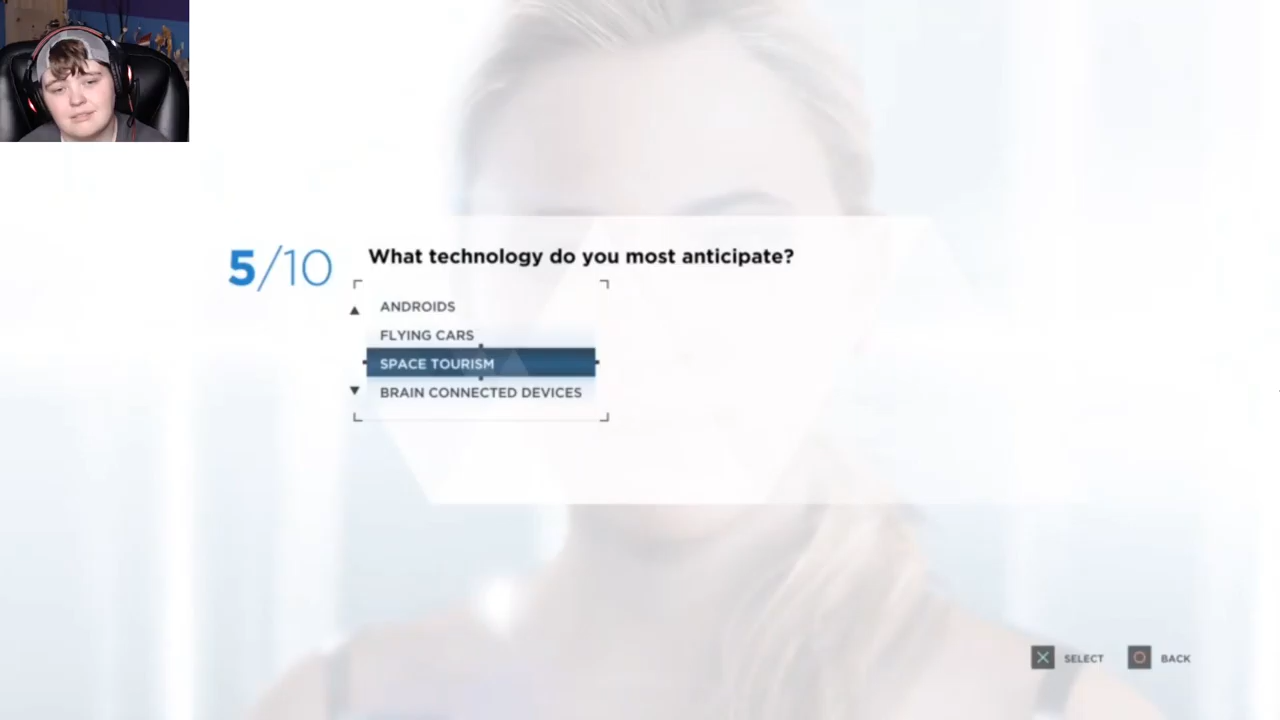 5/10
What technology do you most anticipate?
ANDROIDS
FLYING CARS
SPACE TOURISM
BRAIN CONNECTED DEVICES
SELECT
BACK